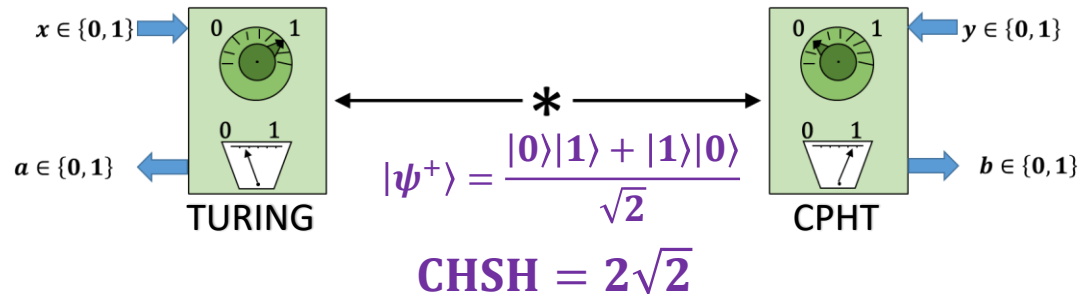 x ∈ {0, 1}
0 1
0 1
y ∈ {0, 1}
*
0 1
0 1
a ∈ {0, 1}
|ψ⁺⟩ = (|0⟩|1⟩ + |1⟩|0⟩)/√2
b ∈ {0, 1}
TURING
CPHT
CHSH = 2√2